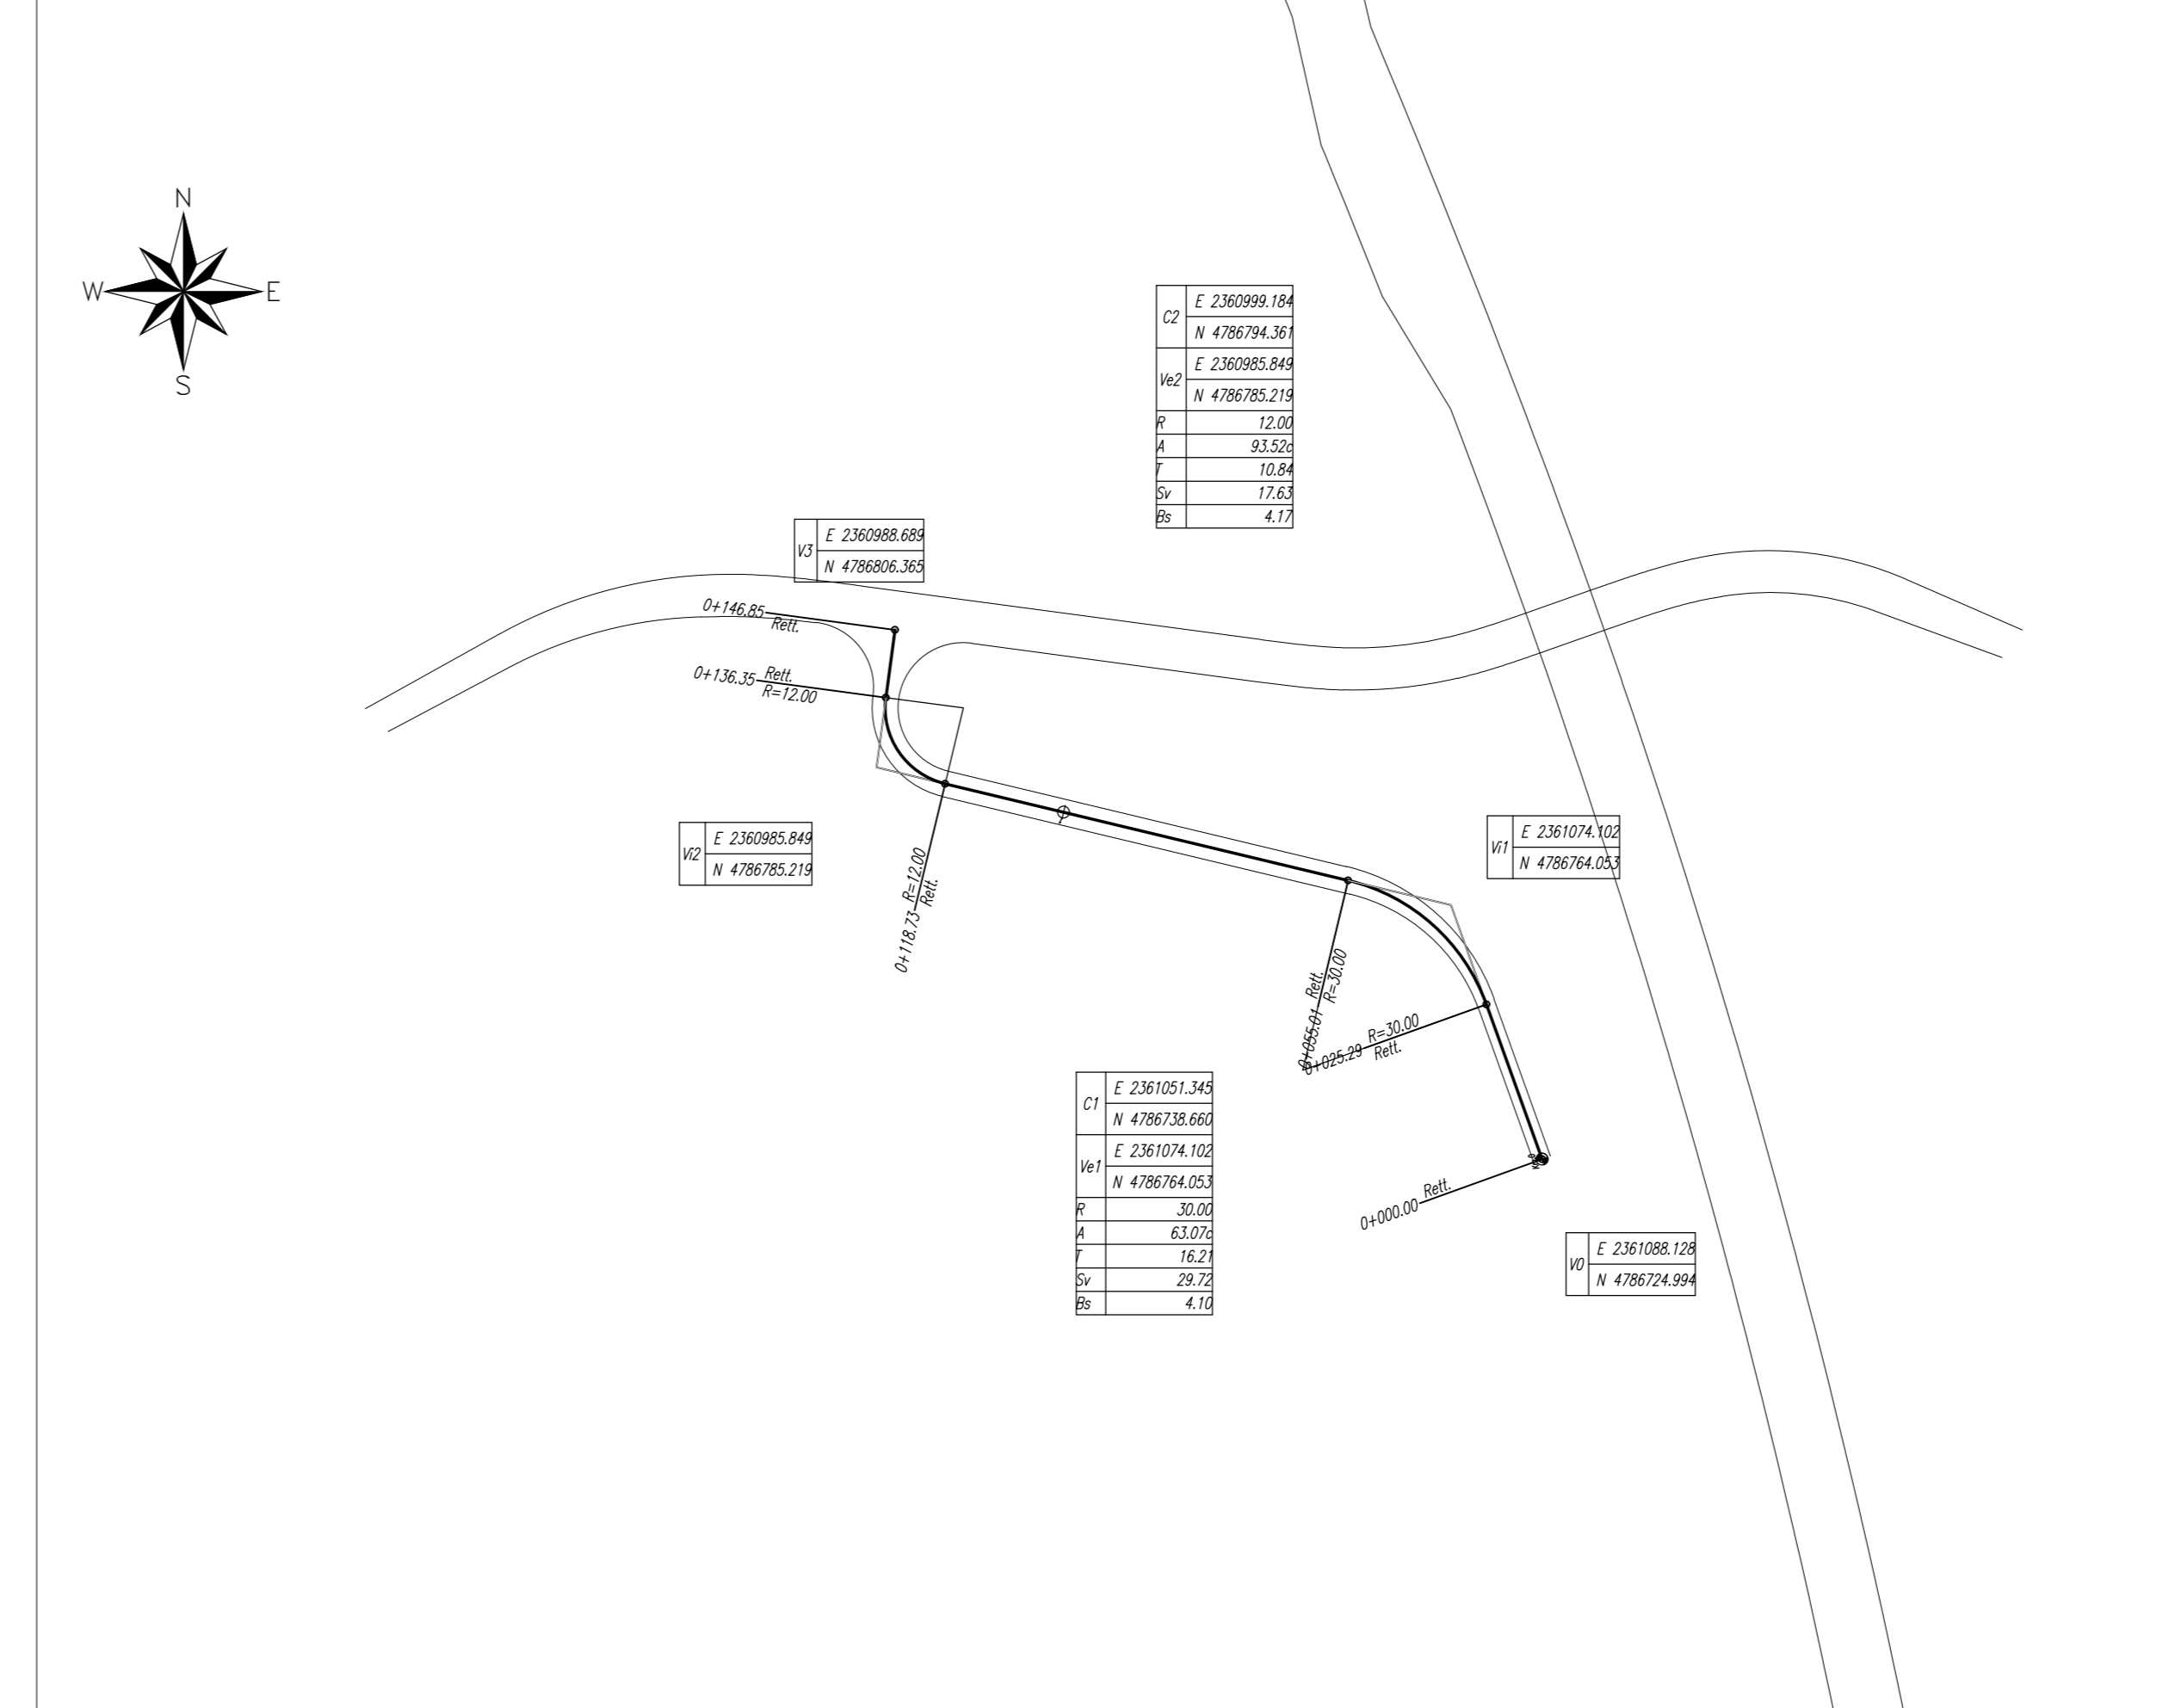 N
W E
S
C2
E 2360999.184
N 4786794.361
Ve2
E 2360985.849
N 4786785.219
R 12.00
A 93.52c
T 10.84
Sv 17.63
Bs 4.17
V3
E 2360988.689
N 4786806.365
0+146.85
Rett.
0+136.35
Rett.
R=12.00
Vi2
E 2360985.849
N 4786785.219
0+118.73
R=12.00
Rett.
Vi1
E 2361074.102
N 4786764.053
0+055.01
Rett.
R=30.00
0+025.29
R=30.00
Rett.
C1
E 2361051.345
N 4786738.660
Ve1
E 2361074.102
N 4786764.053
R 30.00
A 63.07c
T 16.21
Sv 29.72
Bs 4.10
0+000.00
Rett.
V0
E 2361088.128
N 4786724.994